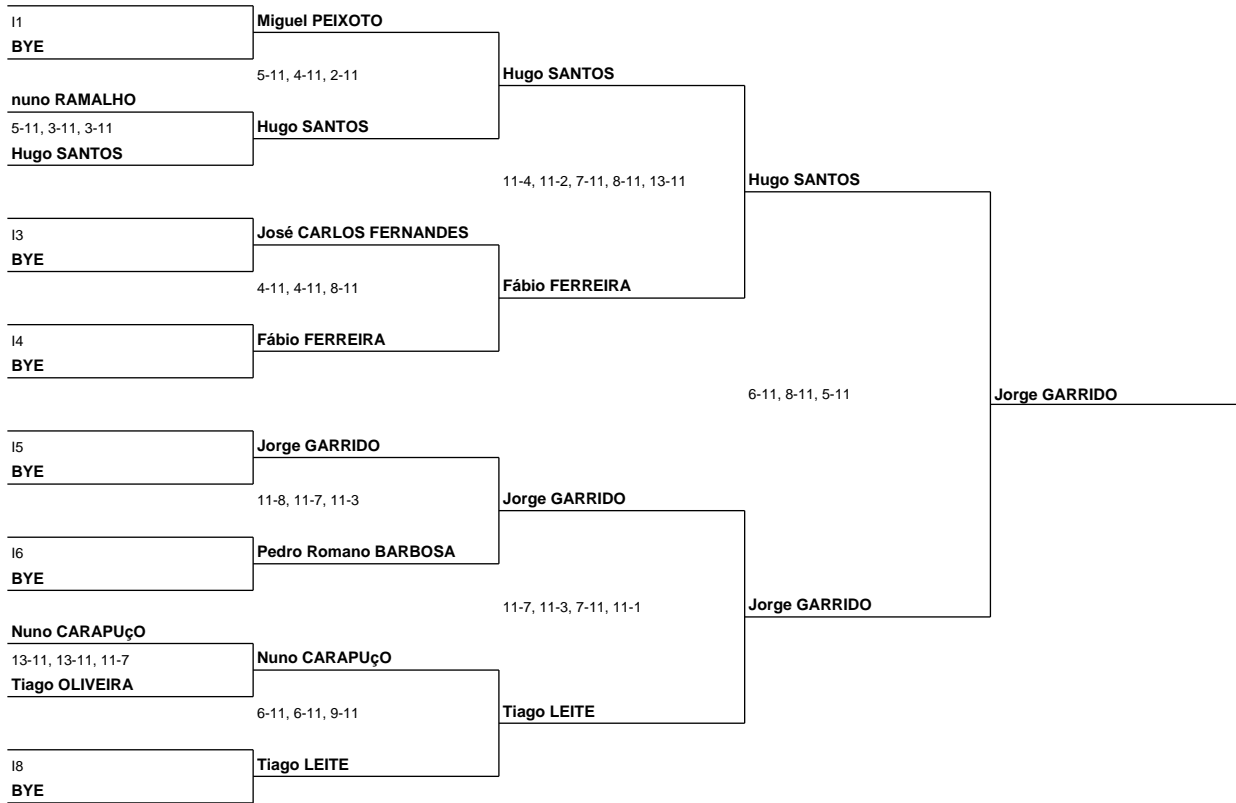 I1
BYE
Miguel PEIXOTO
5-11, 4-11, 2-11
Hugo SANTOS
nuno RAMALHO
5-11, 3-11, 3-11
Hugo SANTOS
Hugo SANTOS
11-4, 11-2, 7-11, 8-11, 13-11
Hugo SANTOS
I3
BYE
José CARLOS FERNANDES
4-11, 4-11, 8-11
Fábio FERREIRA
I4
BYE
Fábio FERREIRA
6-11, 8-11, 5-11
Jorge GARRIDO
I5
BYE
Jorge GARRIDO
11-8, 11-7, 11-3
Jorge GARRIDO
I6
BYE
Pedro Romano BARBOSA
11-7, 11-3, 7-11, 11-1
Jorge GARRIDO
Nuno CARAPUçO
13-11, 13-11, 11-7
Tiago OLIVEIRA
Nuno CARAPUçO
6-11, 6-11, 9-11
Tiago LEITE
I8
BYE
Tiago LEITE